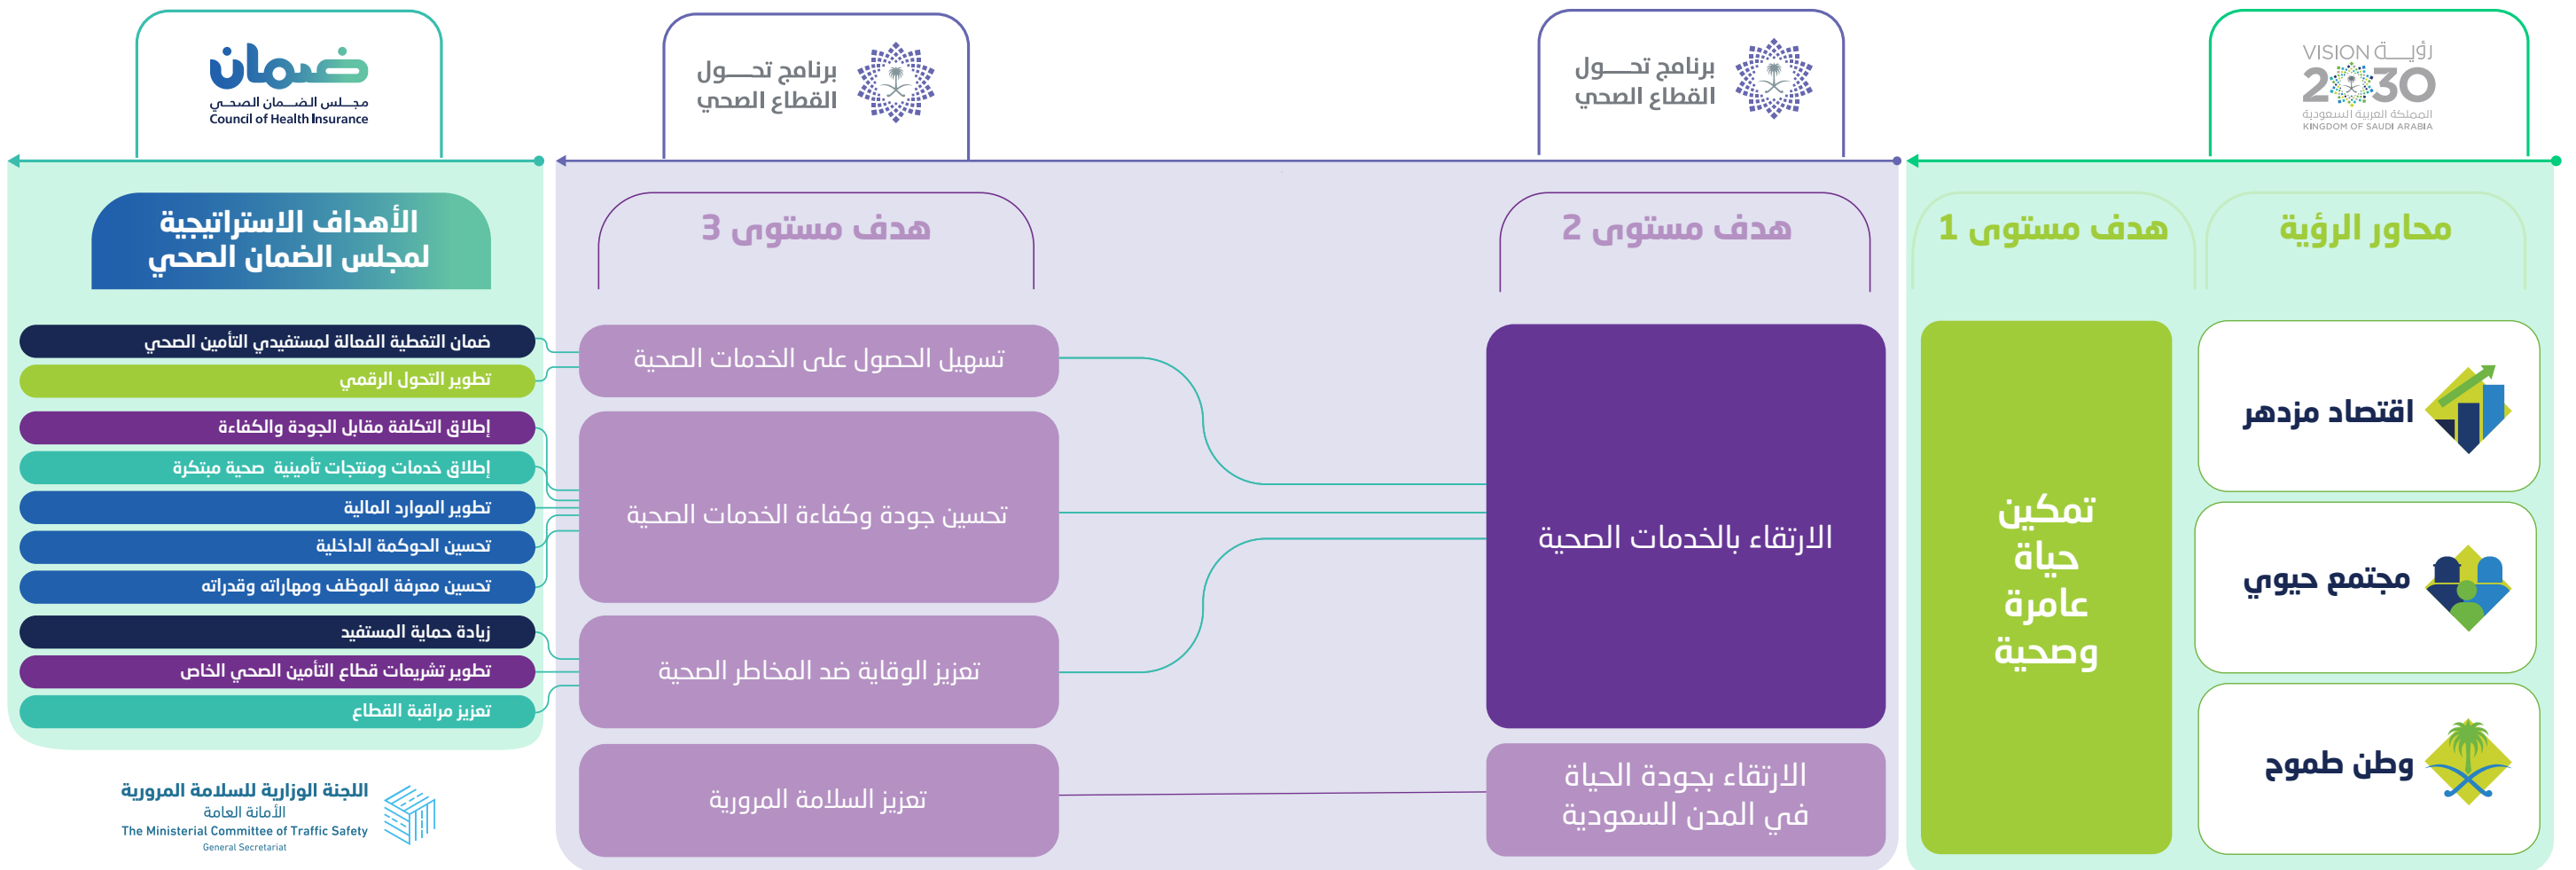 رؤيــة VISION
2030
المملكة العربية السعودية
KINGDOM OF SAUDI ARABIA
برنامج تحــــول
القطاع الصحي
برنامج تحــــول
القطاع الصحي
ضمان
مجــلس الضمــان الصحــي
Council of Health Insurance
محاور الرؤية
هدف مستوى 1
هدف مستوى 2
هدف مستوى 3
الأهداف الاستراتيجية
لمجلس الضمان الصحي
اقتصاد مزدهر
مجتمع حيوي
وطن طموح
تمكين
حياة
عامرة
وصحية
الارتقاء بالخدمات الصحية
الارتقاء بجودة الحياة
في المدن السعودية
تسهيل الحصول على الخدمات الصحية
تحسين جودة وكفاءة الخدمات الصحية
تعزيز الوقاية ضد المخاطر الصحية
تعزيز السلامة المرورية
ضمان التغطية الفعالة لمستفيدي التأمين الصحي
تطوير التحول الرقمي
إطلاق التكلفة مقابل الجودة والكفاءة
إطلاق خدمات ومنتجات تأمينية صحية مبتكرة
تطوير الموارد المالية
تحسين الحوكمة الداخلية
تحسين معرفة الموظف ومهاراته وقدراته
زيادة حماية المستفيد
تطوير تشريعات قطاع التأمين الصحي الخاص
تعزيز مراقبة القطاع
اللجنة الوزارية للسلامة المرورية
الأمانة العامة
The Ministerial Committee of Traffic Safety
General Secretariat